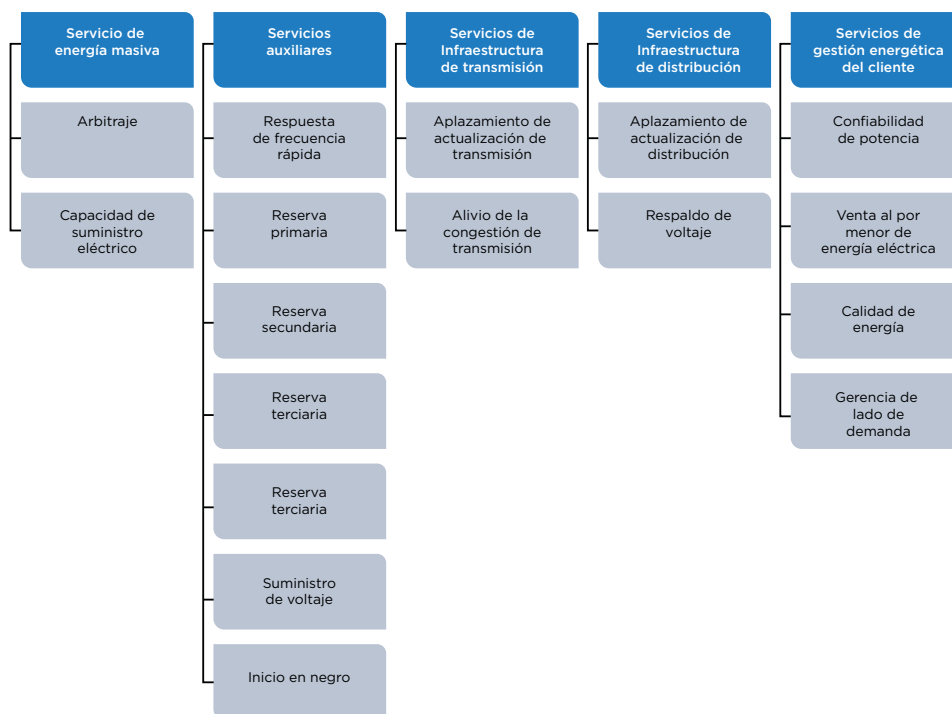 Servicio de
energía masiva
Arbitraje
Capacidad de
suministro
eléctrico
Servicios
auxiliares
Respuesta
de frecuencia
rápida
Reserva
primaria
Reserva
secundaria
Reserva
terciaria
Reserva
terciaria
Suministro
de voltaje
Inicio en negro
Servicios de
Infraestructura
de transmisión
Aplazamiento de
actualización de
transmisión
Alivio de la
congestión de
transmisión
Servicios de
Infraestructura
de distribución
Aplazamiento de
actualización de
distribución
Respaldo de
voltaje
Servicios de
gestión energética
del cliente
Confiabilidad
de potencia
Venta al por
menor de
energía eléctrica
Calidad de
energía
Gerencia de
lado de
demanda